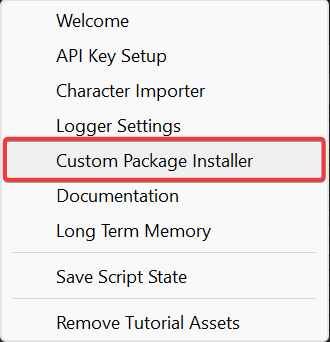 Welcome
API Key Setup
Character Importer
Logger Settings
Custom Package Installer
Documentation
Long Term Memory
Save Script State
Remove Tutorial Assets